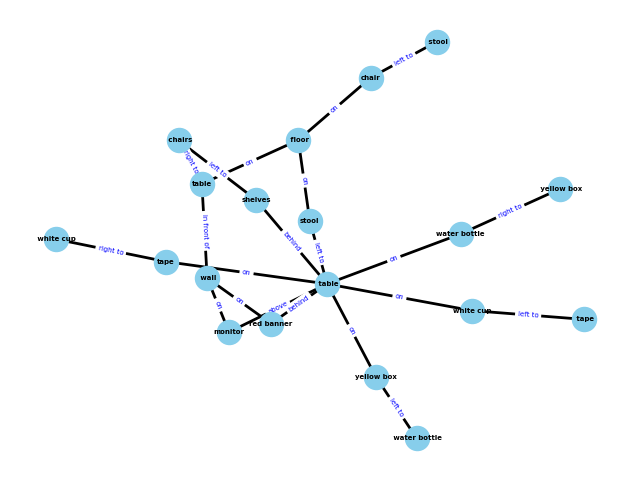 stool
left to
chair
on
chairs
floor
right to
left to
on
table
on
yellow box
shelves
right to
stool
in front of
behind
left to
water bottle
white cup
right to
tape
on
on
wall
table
on
on
on
above
behind
white cup
left to
tape
monitor
red banner
on
yellow box
left to
water bottle